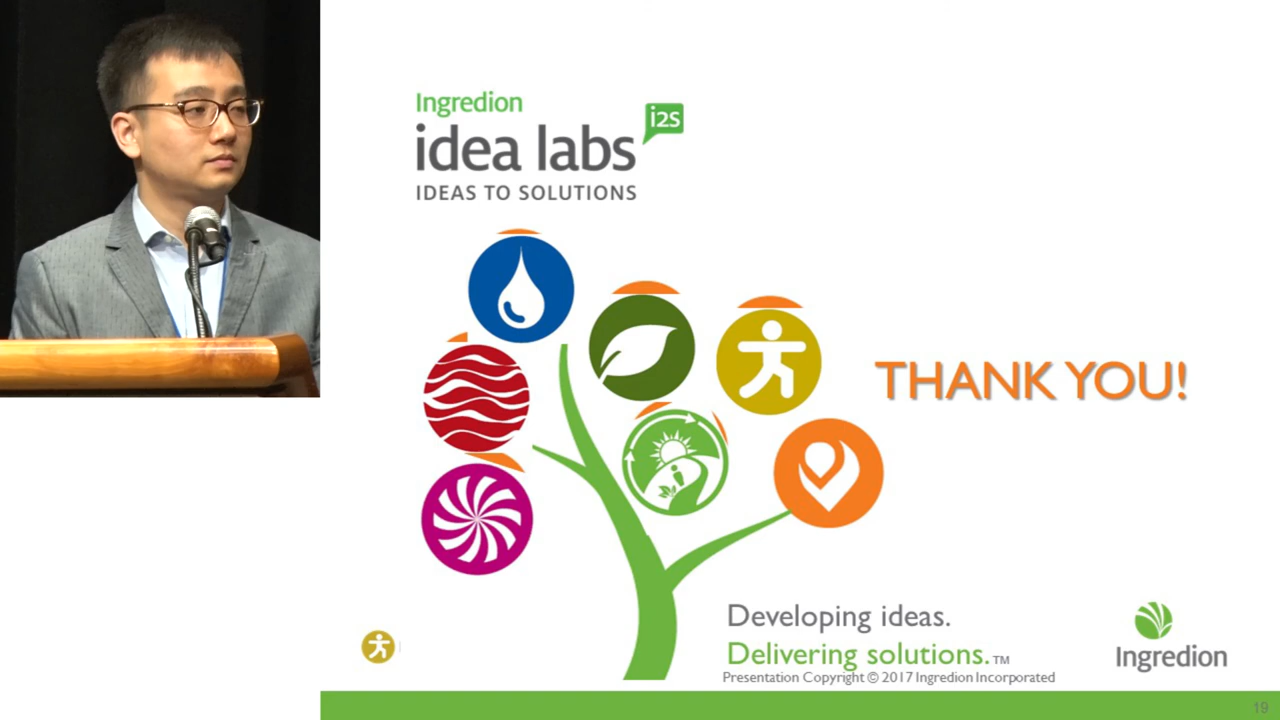 Ingredion
idea labs i2s
IDEAS TO SOLUTIONS
THANK YOU!
Developing ideas.
Delivering solutions.™
Presentation Copyright © 2017 Ingredion Incorporated
Ingredion
19